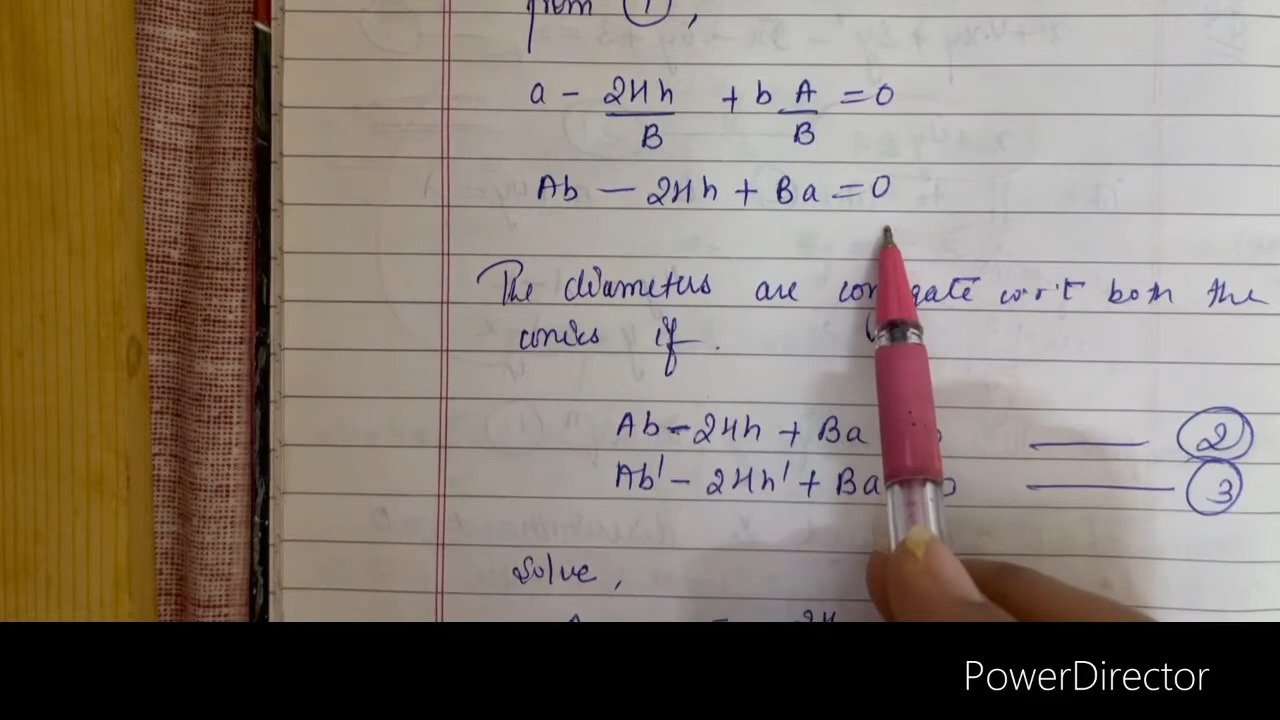 from ①,
a - 2Hh/B + b A/B = 0
Ab - 2Hh + Ba = 0
The diameters are conjugate w.r.t both the
conics if.
Ab - 2Hh + Ba ②
Ab' - 2Hh' + Ba ③
Solve,
= 2H
PowerDirector